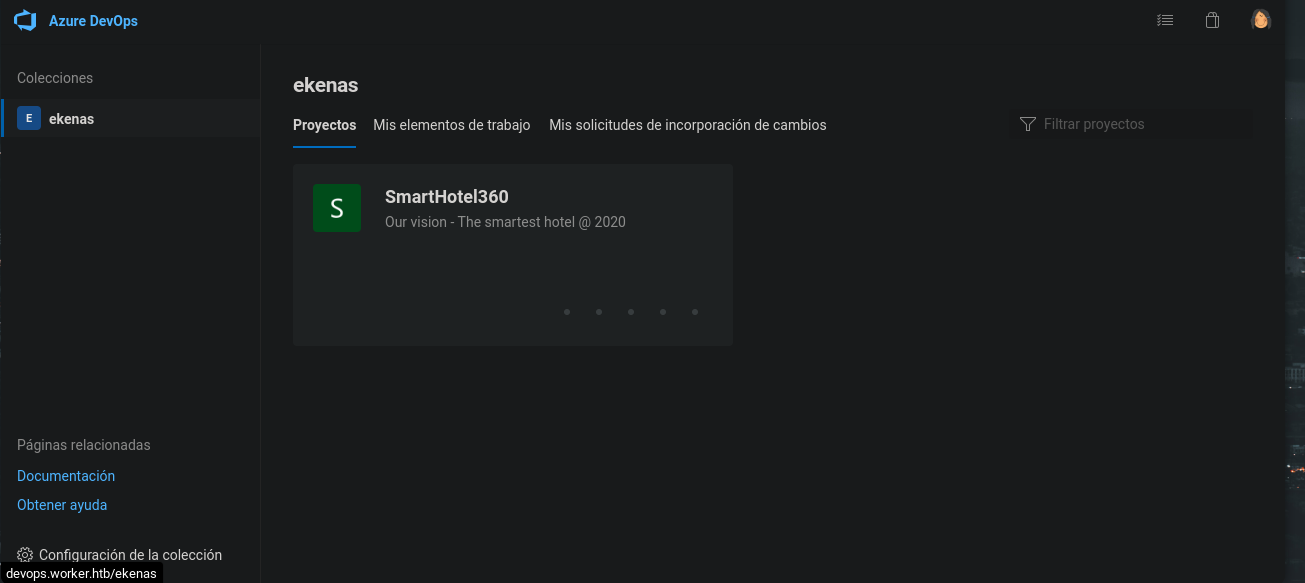 Azure DevOps
Colecciones
E ekenas
ekenas
Proyectos Mis elementos de trabajo Mis solicitudes de incorporación de cambios Filtrar proyectos
S
SmartHotel360
Our vision - The smartest hotel @ 2020
Páginas relacionadas
Documentación
Obtener ayuda
Configuración de la colección
devops.worker.htb/ekenas